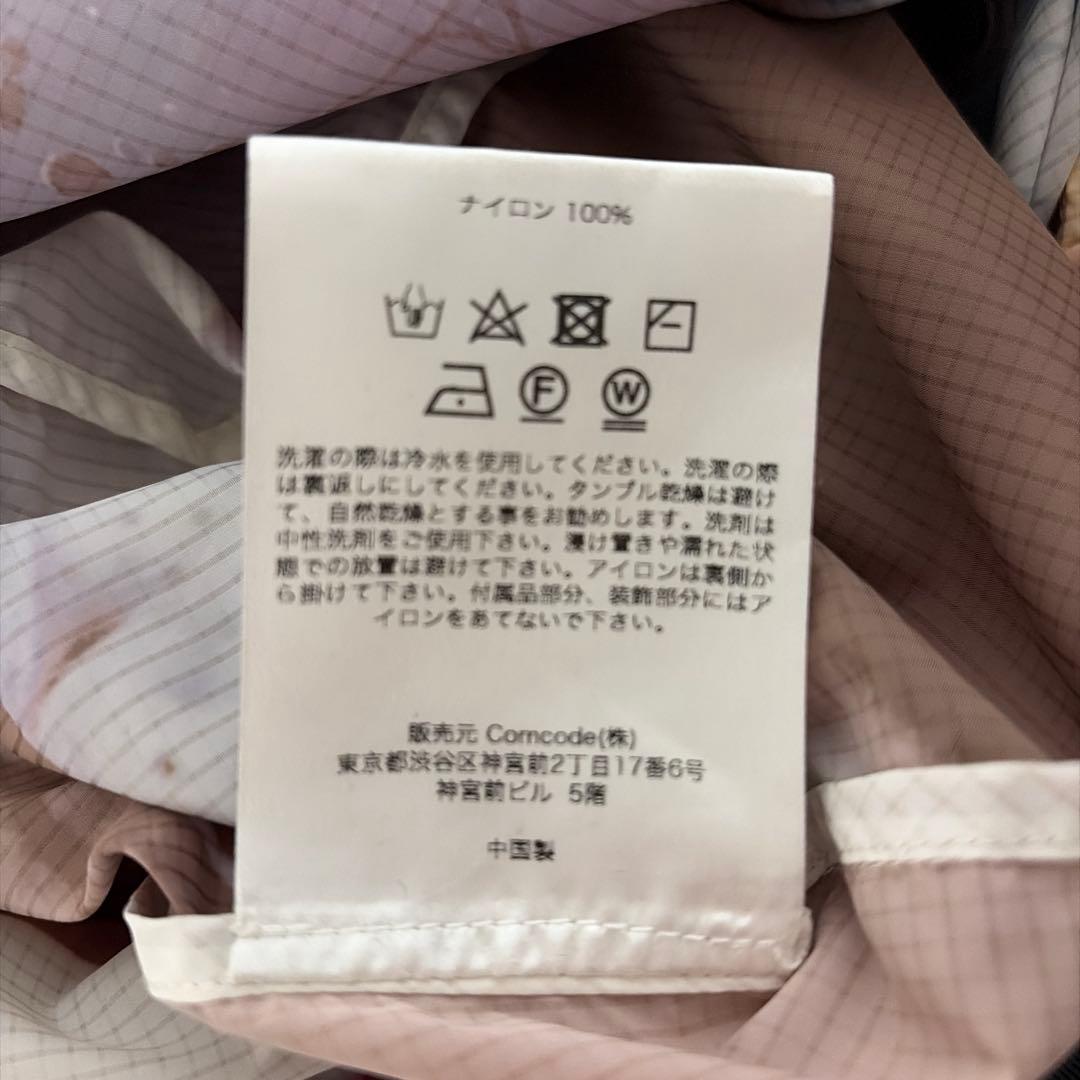 ナイロン 100%
F W
洗濯の際は冷水を使用してください。洗濯の際
は裏返しにしてください。タンブル乾燥は避け
て、自然乾燥とする事をお勧めします。洗剤は
中性洗剤をご使用下さい。浸け置きや濡れた状
態での放置は避けて下さい。アイロンは裏側か
ら掛けて下さい。付属品部分、装飾部分にはア
イロンをあてないで下さい。
販売元 Comcode(株)
東京都渋谷区神宮前2丁目17番6号
神宮前ビル 5階
中国製